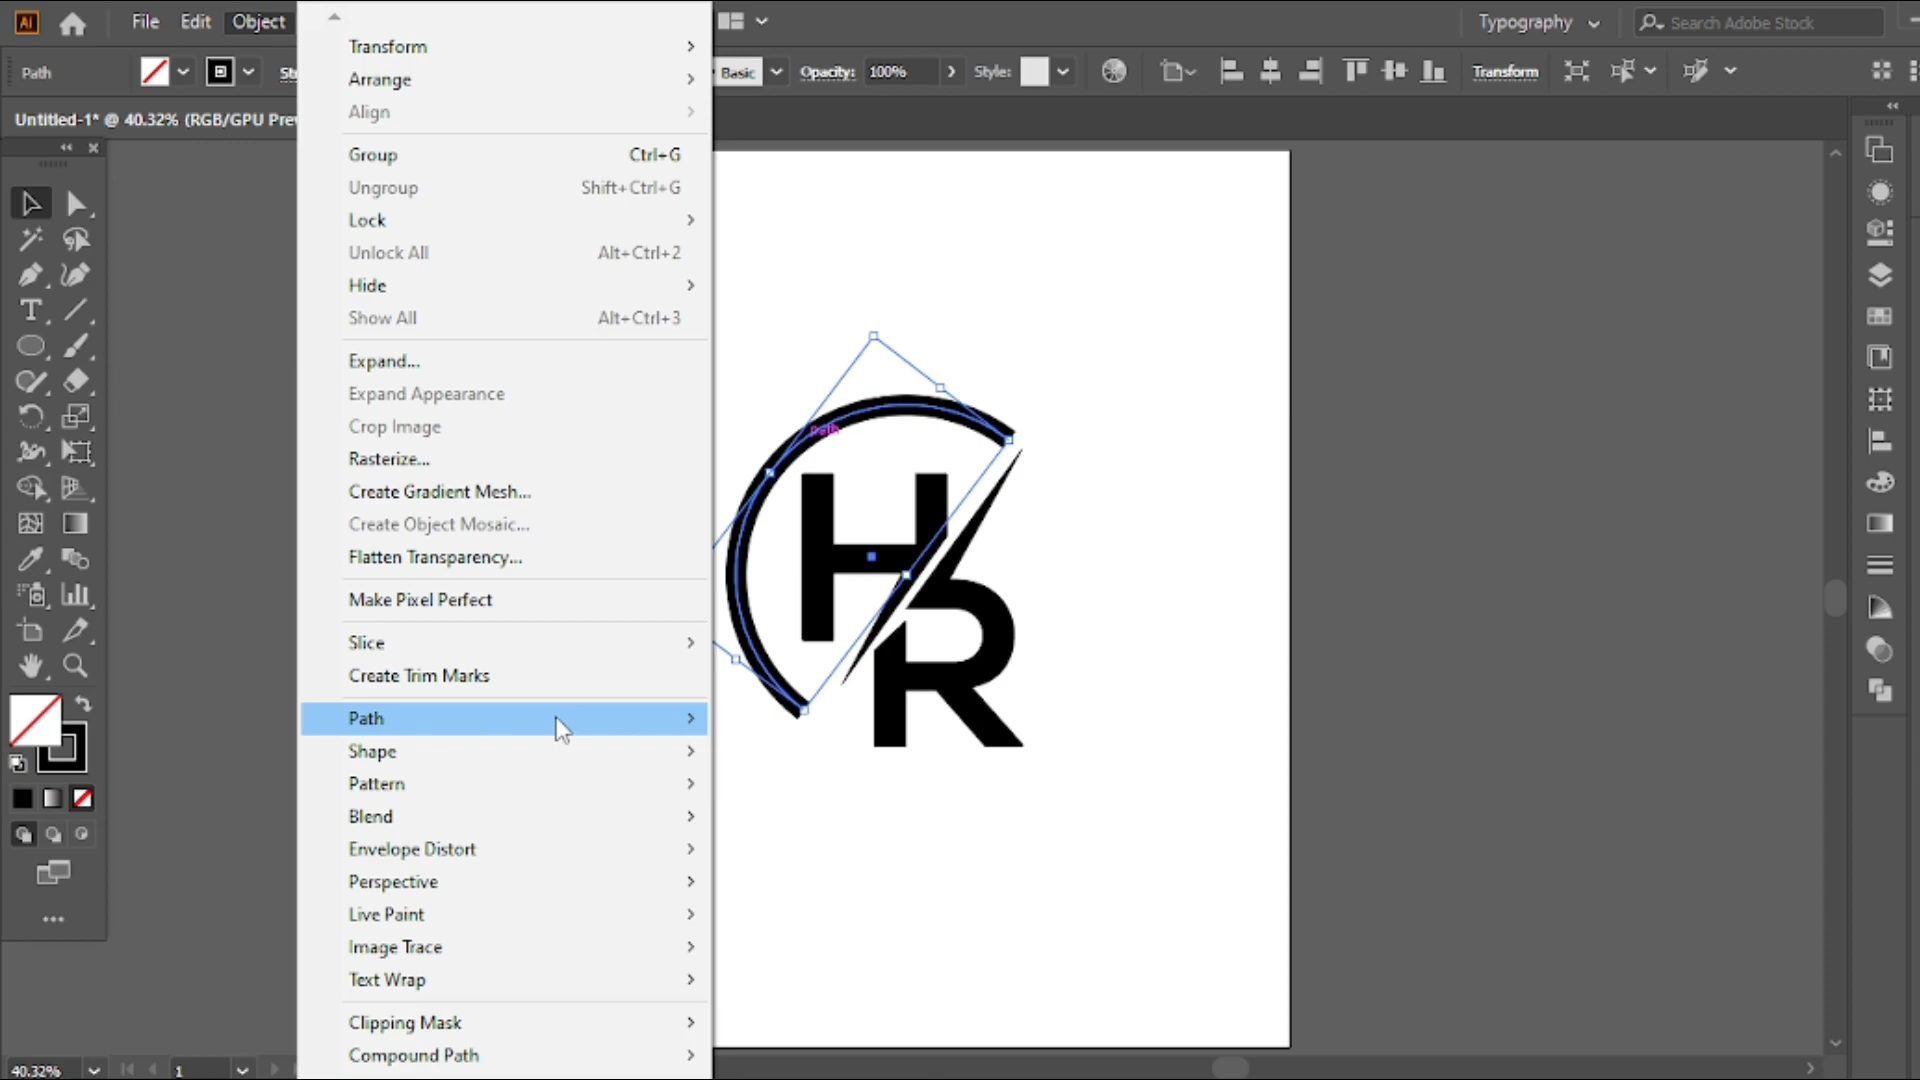 Ai
File Edit Object
Typography
Search Adobe Stock
Path
Basic
Opacity: 100%
Style:
Transform
Untitled-1* @ 40.32% (RGB/GPU
Transform
Arrange
Align
Group Ctrl+G
Ungroup Shift+Ctrl+G
Lock
Unlock All Alt+Ctrl+2
Hide
Show All Alt+Ctrl+3
Expand...
Expand Appearance
Crop Image
Rasterize...
Create Gradient Mesh...
Create Object Mosaic...
Flatten Transparency...
Make Pixel Perfect
Slice
Create Trim Marks
Path
Shape
Pattern
Blend
Envelope Distort
Perspective
Live Paint
Image Trace
Text Wrap
Clipping Mask
Compound Path
path
H
R
40.32%
1